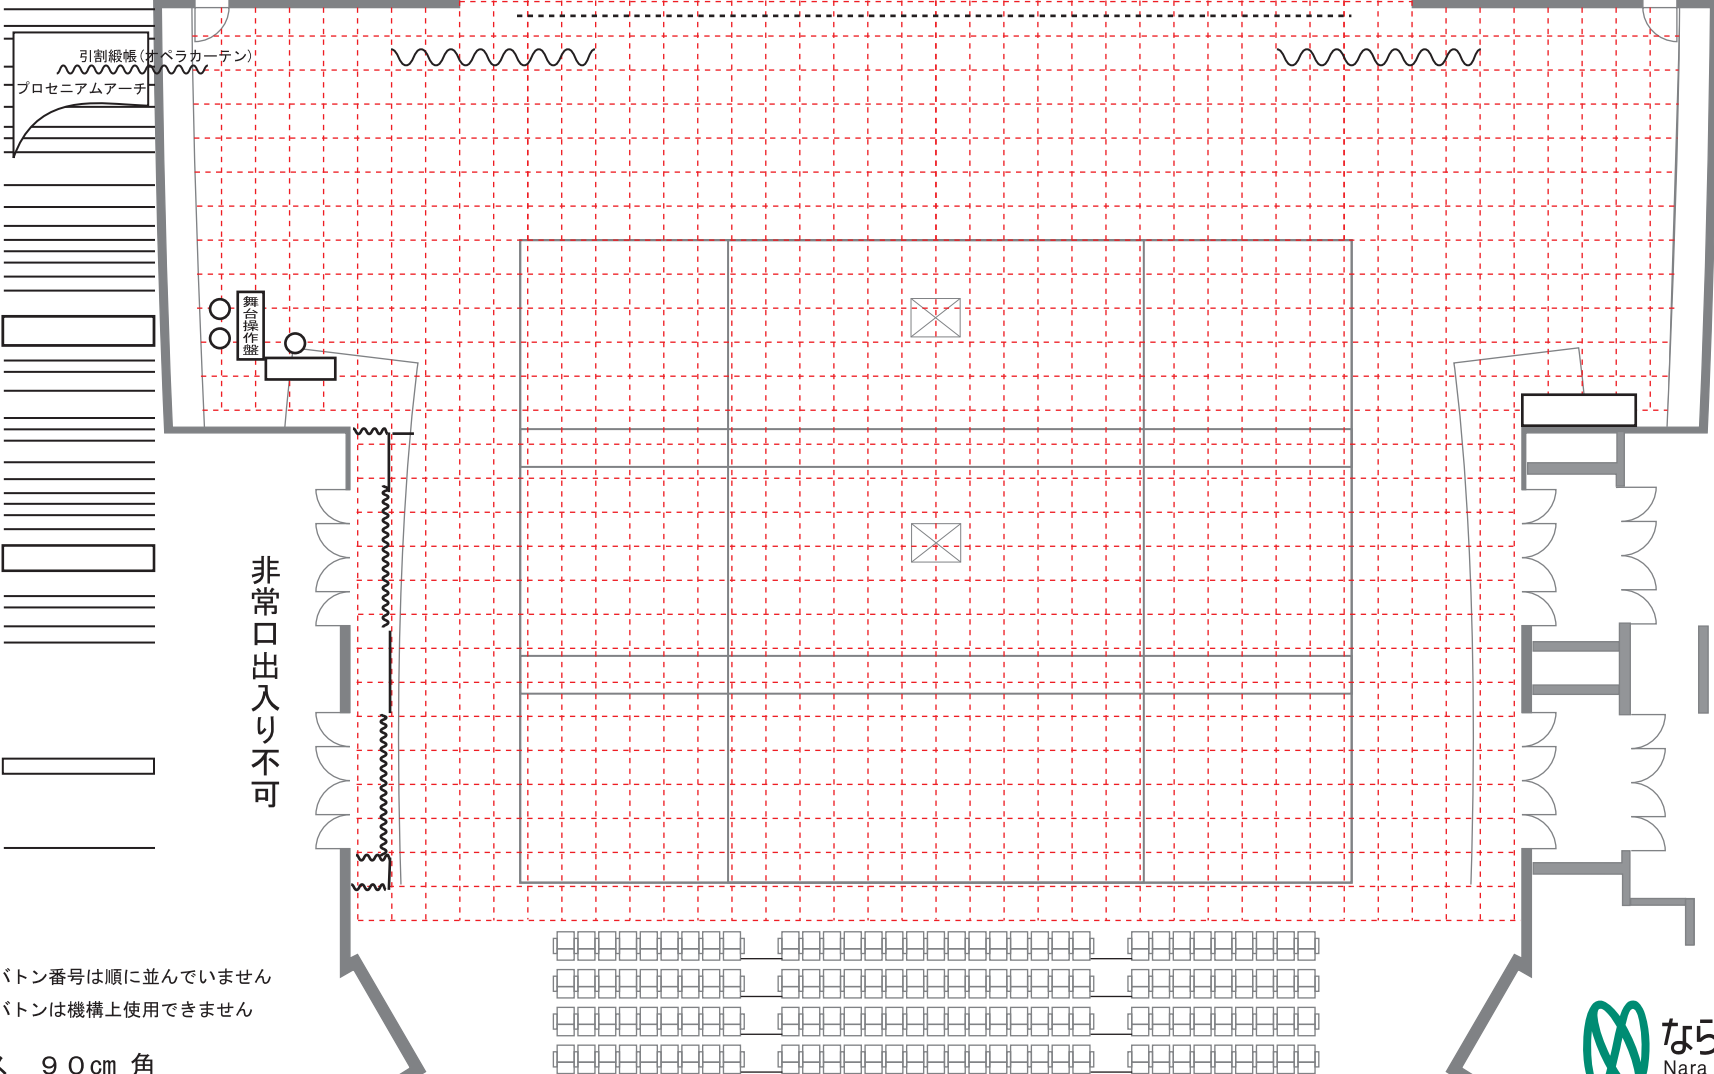 引割緞帳(オペラカーテン)
プロセニアムアーチ
舞台操作盤
非常口出入り不可
バトン番号は順に並んでいません
バトンは機構上使用できません
90cm 角
なら
Nara